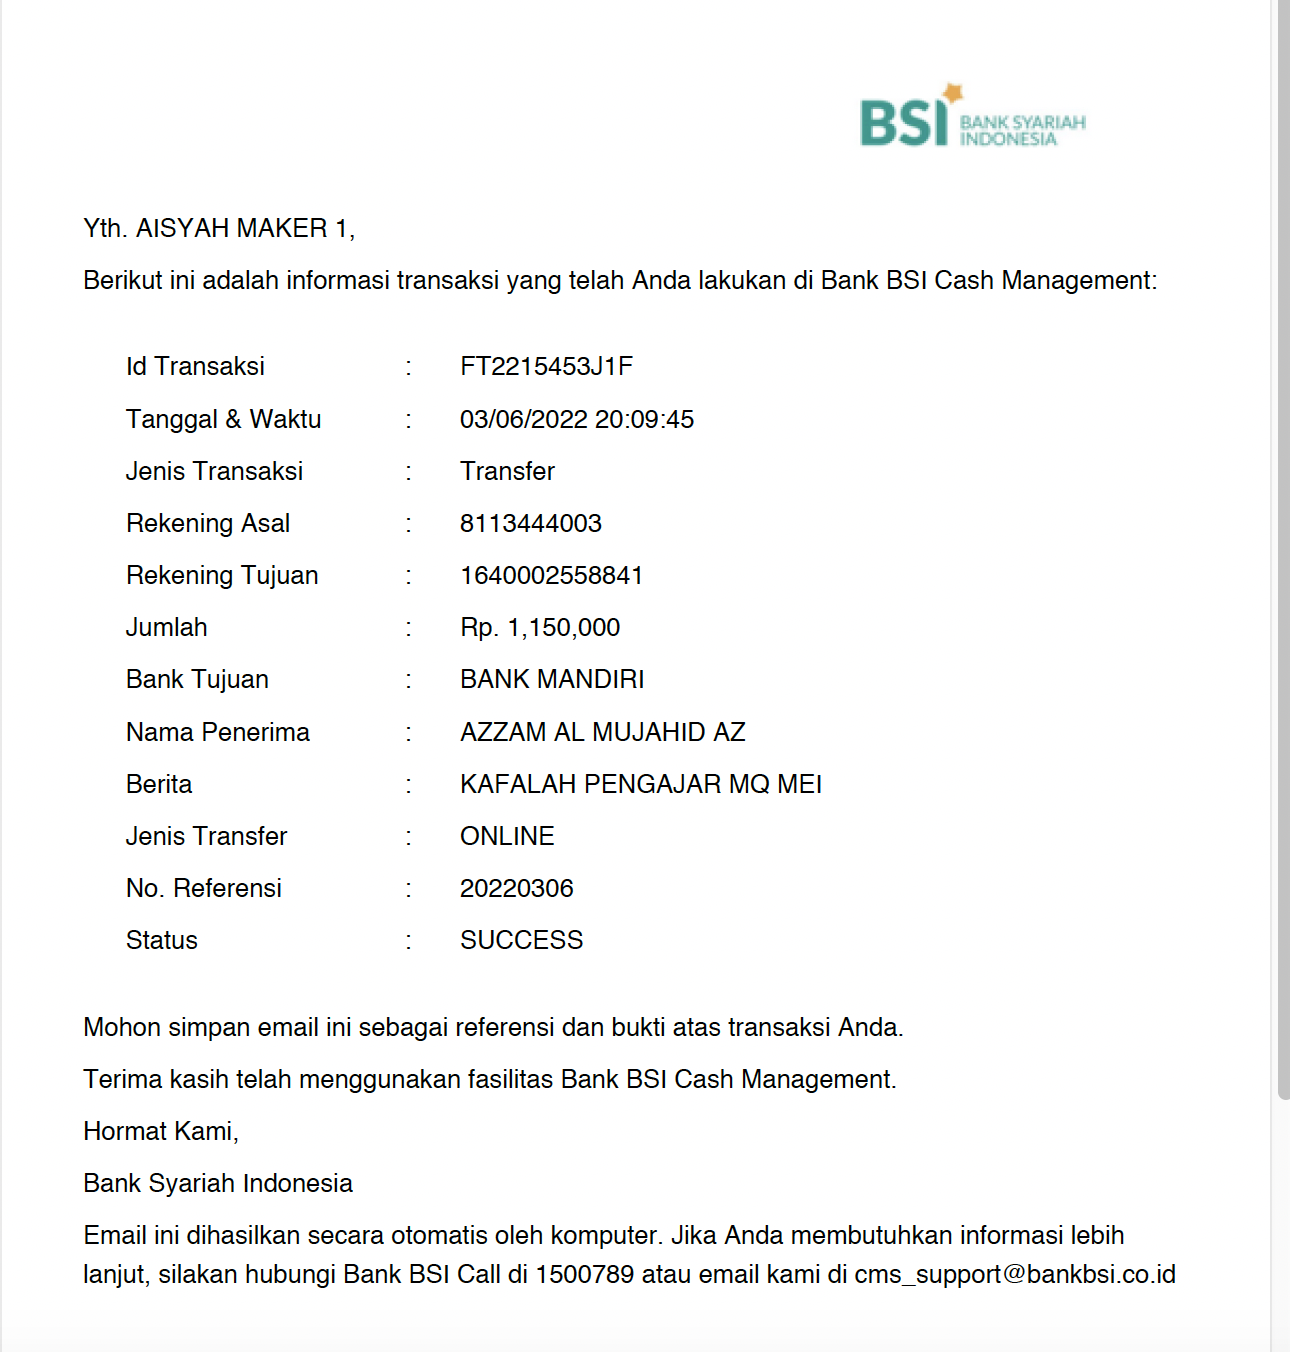 BSI BANK SYARIAH
INDONESIA
Yth. AISYAH MAKER 1,
Berikut ini adalah informasi transaksi yang telah Anda lakukan di Bank BSI Cash Management:
Id Transaksi : FT2215453J1F
Tanggal & Waktu : 03/06/2022 20:09:45
Jenis Transaksi : Transfer
Rekening Asal : 8113444003
Rekening Tujuan : 1640002558841
Jumlah : Rp. 1,150,000
Bank Tujuan : BANK MANDIRI
Nama Penerima : AZZAM AL MUJAHID AZ
Berita : KAFALAH PENGAJAR MQ MEI
Jenis Transfer : ONLINE
No. Referensi : 20220306
Status : SUCCESS
Mohon simpan email ini sebagai referensi dan bukti atas transaksi Anda.
Terima kasih telah menggunakan fasilitas Bank BSI Cash Management.
Hormat Kami,
Bank Syariah Indonesia
Email ini dihasilkan secara otomatis oleh komputer. Jika Anda membutuhkan informasi lebih
lanjut, silakan hubungi Bank BSI Call di 1500789 atau email kami di cms_support@bankbsi.co.id